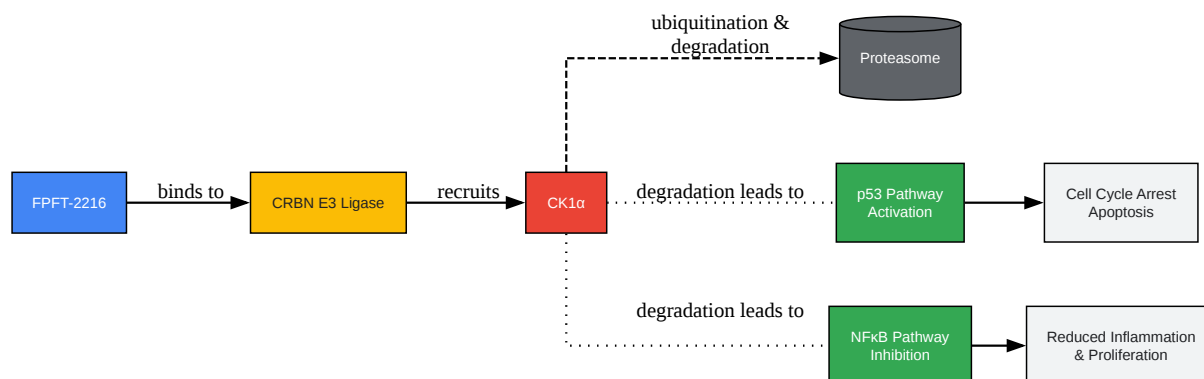 ubiquitination &
degradation
Proteasome
FPFT-2216
binds to
CRBN E3 Ligase
recruits
CK1α
degradation leads to
p53 Pathway
Activation
Cell Cycle Arrest
Apoptosis
degradation leads to
NFκB Pathway
Inhibition
Reduced Inflammation
& Proliferation